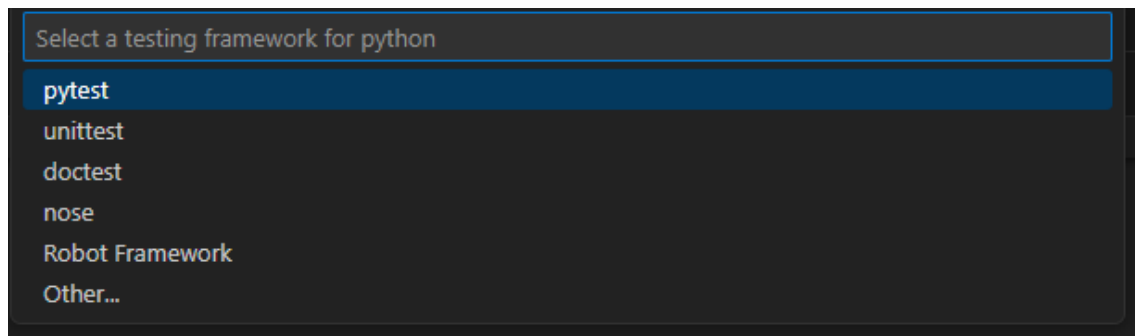 Select a testing framework for python
pytest
unittest
doctest
nose
Robot Framework
Other...